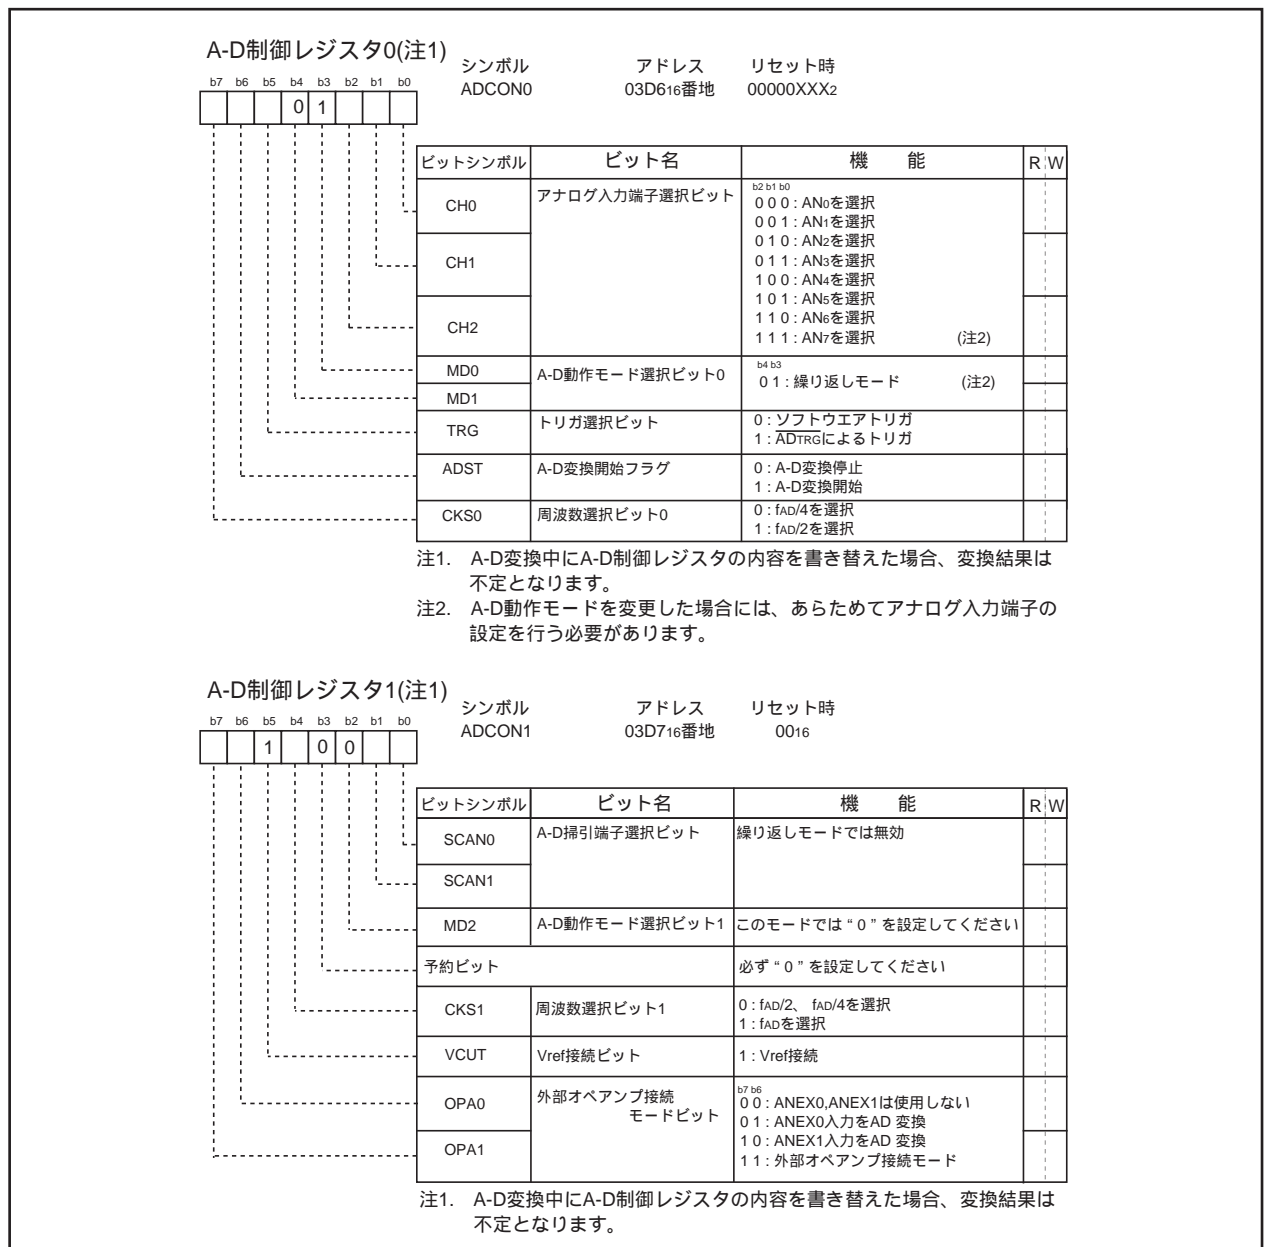 A-D制御レジスタ0(注1)
シンボル アドレス リセット時
ADCON0 03D616番地 00000XXX2
b7 b6 b5 b4 b3 b2 b1 b0
0 1
ビットシンボル ビット名 機 能 R W
CH0 アナログ入力端子選択ビット
b2 b1 b0
0 0 0 : AN0を選択
0 0 1 : AN1を選択
0 1 0 : AN2を選択
CH1
0 1 1 : AN3を選択
1 0 0 : AN4を選択
1 0 1 : AN5を選択
1 1 0 : AN6を選択
CH2
1 1 1 : AN7を選択 (注2)
MD0 A-D動作モード選択ビット0
b4 b3
0 1 : 繰り返しモード (注2)
MD1
TRG トリガ選択ビット 0 : ソフトウエアトリガ
1 : ADTRGによるトリガ
ADST A-D変換開始フラグ 0 : A-D変換停止
1 : A-D変換開始
CKS0 周波数選択ビット0 0 : fAD/4を選択
1 : fAD/2を選択
注1. A-D変換中にA-D制御レジスタの内容を書き替えた場合、変換結果は
不定となります。
注2. A-D動作モードを変更した場合には、あらためてアナログ入力端子の
設定を行う必要があります。
A-D制御レジスタ1(注1)
シンボル アドレス リセット時
ADCON1 03D716番地 0016
b7 b6 b5 b4 b3 b2 b1 b0
1 0 0
ビットシンボル ビット名 機 能 R W
SCAN0 A-D掃引端子選択ビット 繰り返しモードでは無効
SCAN1
MD2 A-D動作モード選択ビット1 このモードでは “ 0 ” を設定してください
予約ビット 必ず “ 0 ” を設定してください
CKS1 周波数選択ビット1 0 : fAD/2、 fAD/4を選択
1 : fADを選択
VCUT Vref接続ビット 1 : Vref接続
OPA0 外部オペアンプ接続
モードビット
b7 b6
0 0 : ANEX0,ANEX1は使用しない
0 1 : ANEX0入力をAD 変換
OPA1
1 0 : ANEX1入力をAD 変換
1 1 : 外部オペアンプ接続モード
注1. A-D変換中にA-D制御レジスタの内容を書き替えた場合、変換結果は
不定となります。